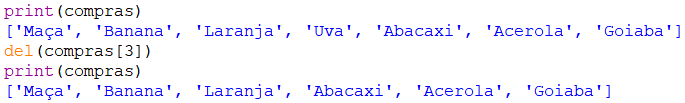 print(compras)
['Maça', 'Banana', 'Laranja', 'Uva', 'Abacaxi', 'Acerola', 'Goiaba']
del(compras[3])
print(compras)
['Maça', 'Banana', 'Laranja', 'Abacaxi', 'Acerola', 'Goiaba']